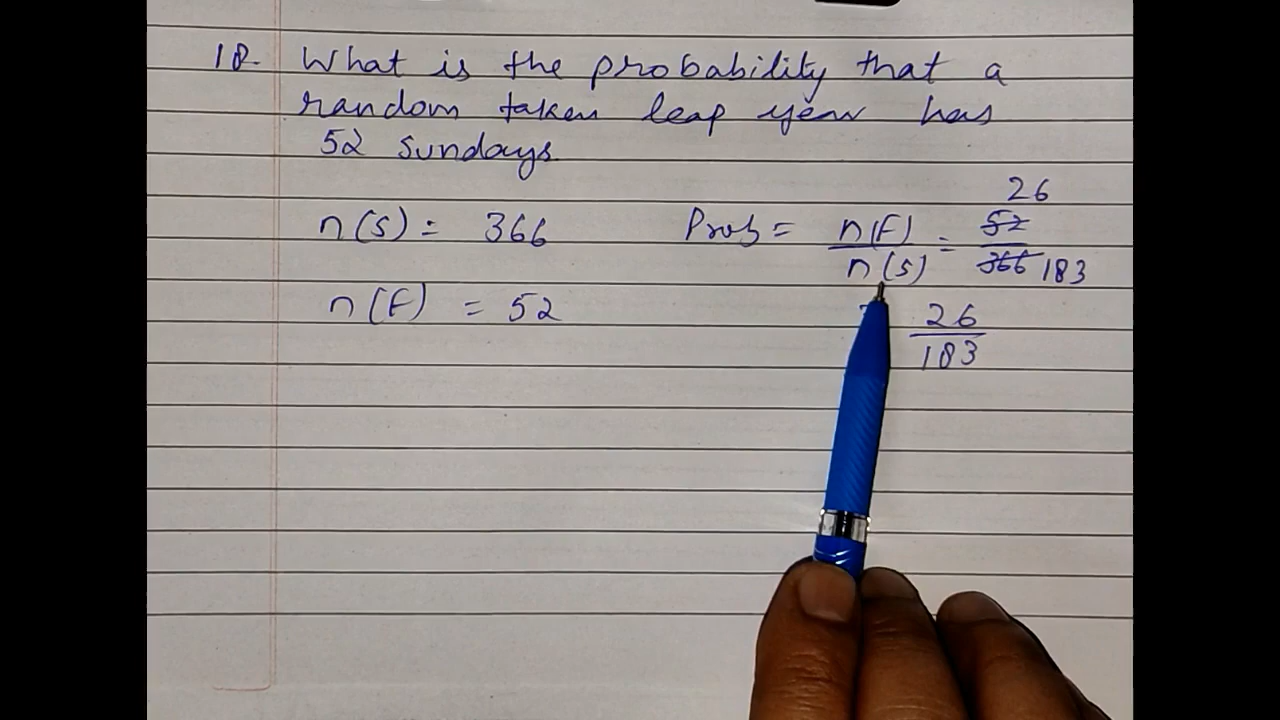 18. What is the probability that a
random taken leap year has
52 Sundays
n(S) = 366
n(F) = 52
Prob = n(F) / n(S) = 52 / 366 26 183
26 / 183